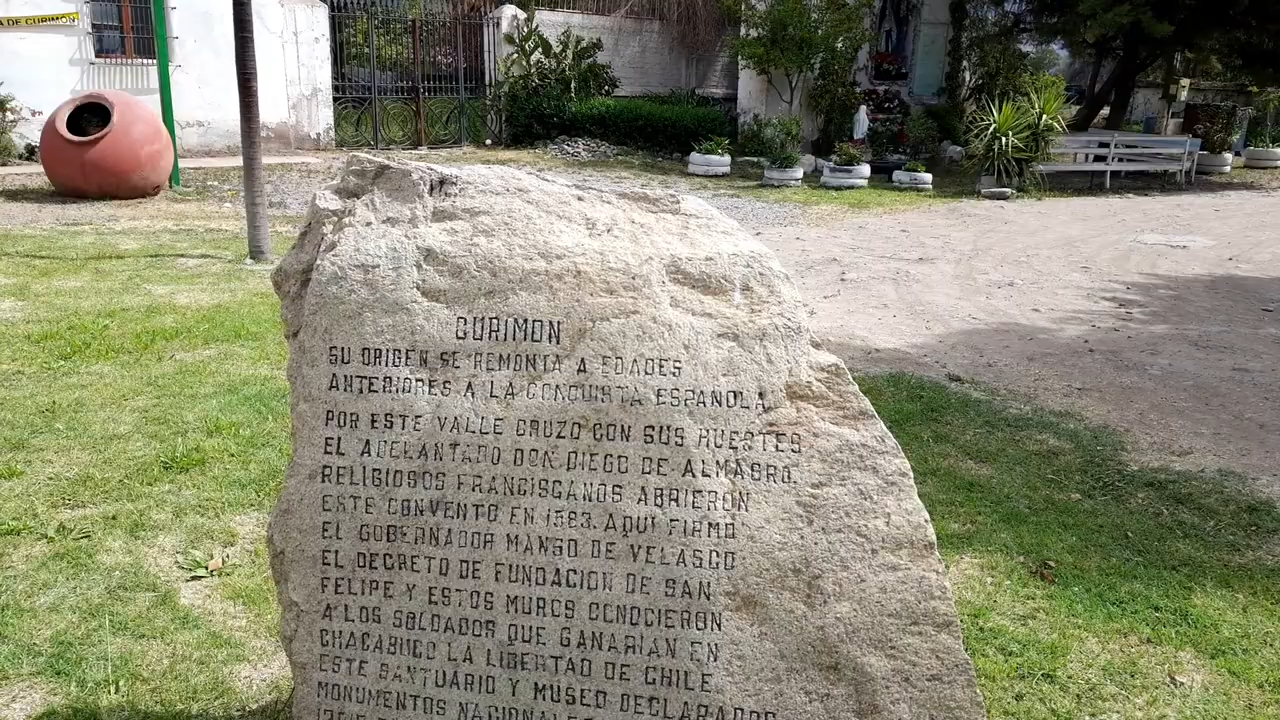 A DE CURIMON
CURIMON
SU ORIGEN SE REMONTA A EDADES
ANTERIORES A LA CONQUISTA ESPANOLA
POR ESTE VALLE CRUZO CON SUS HUESTES
EL ADELANTADO DON DIEGO DE ALMAGRO.
RELIGIOSOS FRANCISCANOS ABRIERON
ESTE CONVENTO EN 1583. AQUI FIRMO
EL GOBERNADOR MANSO DE VELASCO
EL DECRETO DE FUNDACION DE SAN
FELIPE Y ESTOS MUROS CONOCIERON
A LOS SOLDADOS QUE GANARIAN EN
CHACABUCO LA LIBERTAD DE CHILE
ESTE SANTUARIO Y MUSEO DECLARADOS
MONUMENTOS NACIONALES